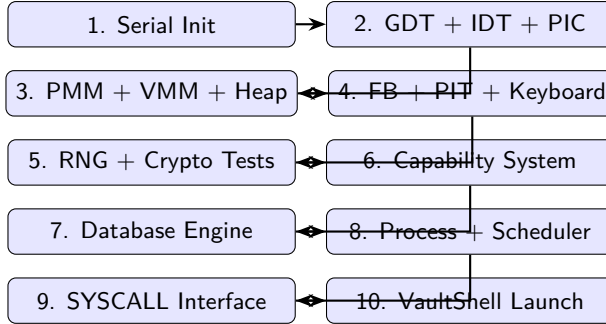 1. Serial Init
2. GDT + IDT + PIC
3. PMM + VMM + Heap
4. FB + PIT + Keyboard
5. RNG + Crypto Tests
6. Capability System
7. Database Engine
8. Process + Scheduler
9. SYSCALL Interface
10. VaultShell Launch